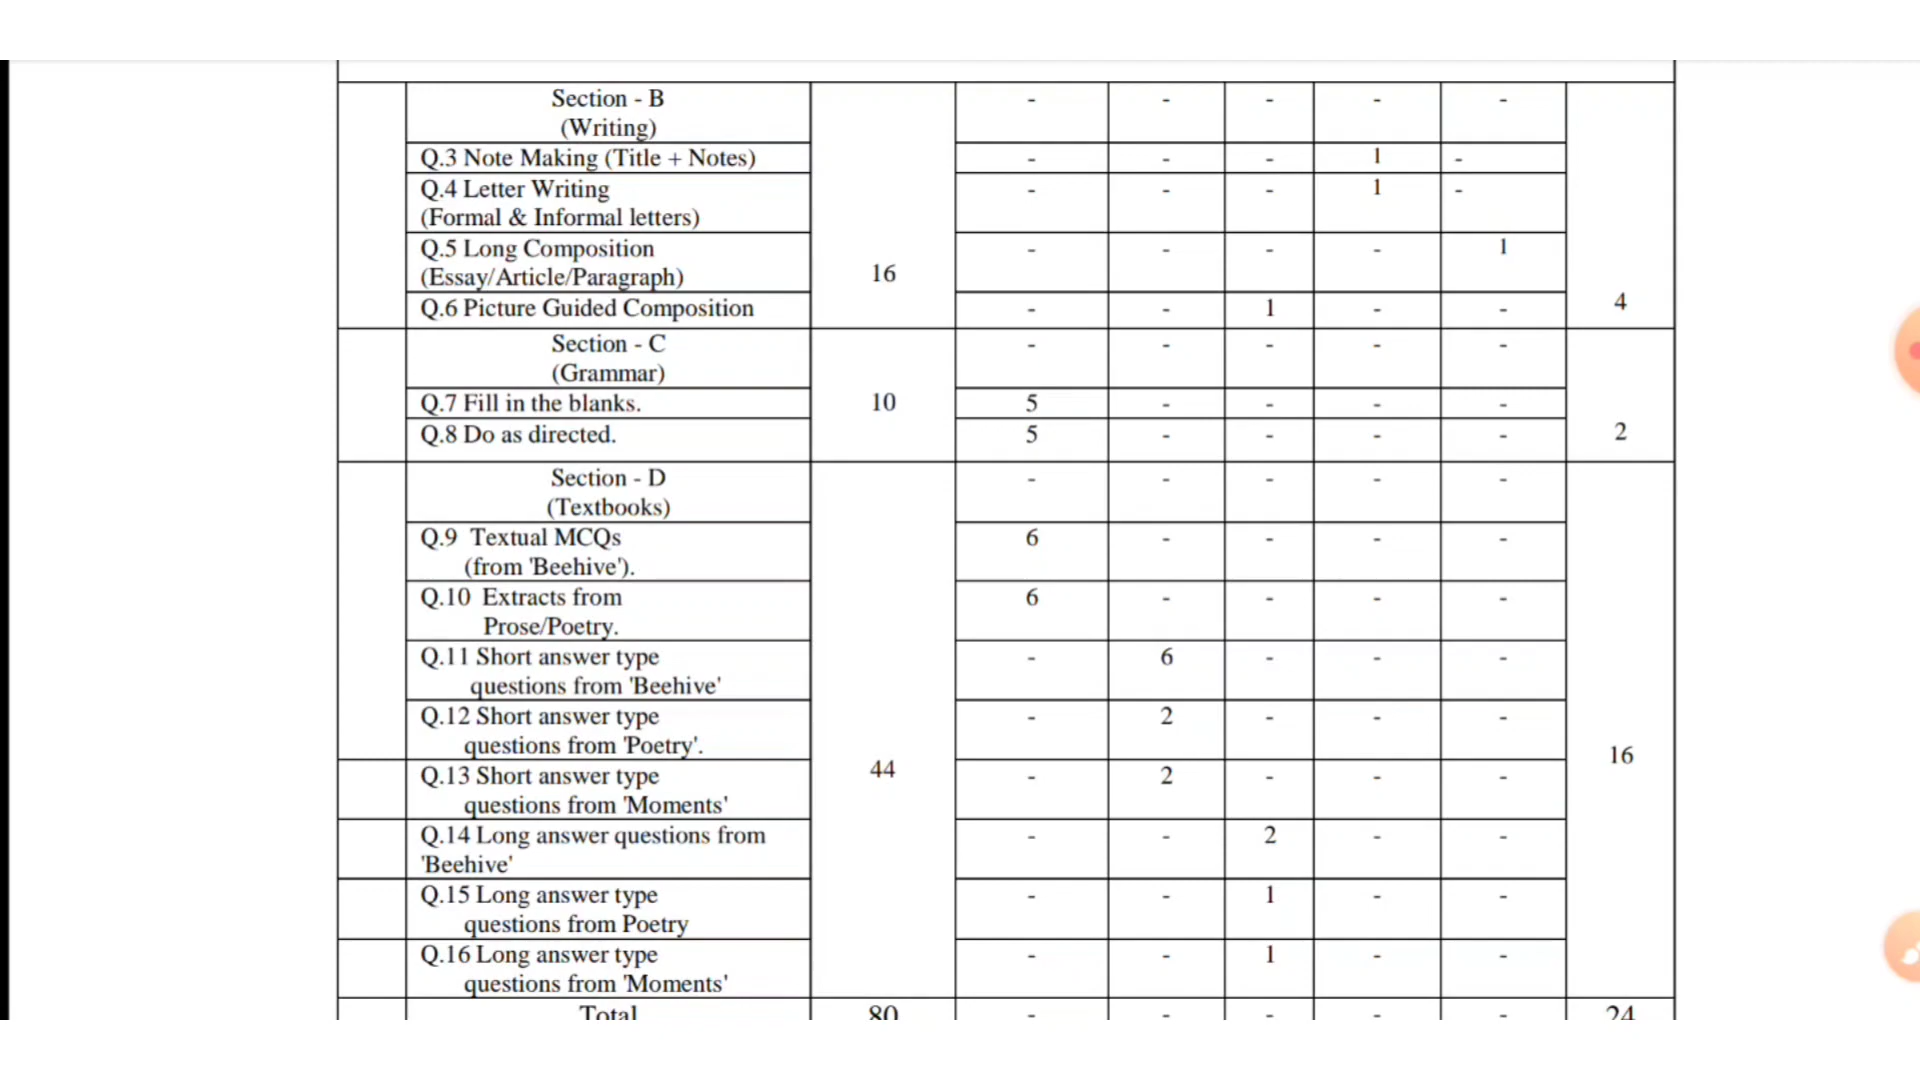 Section - B - - - - -
(Writing)
Q.3 Note Making (Title + Notes) - - - 1 -
Q.4 Letter Writing - - - 1 -
(Formal & Informal letters)
Q.5 Long Composition - - - - 1
(Essay/Article/Paragraph) 16
Q.6 Picture Guided Composition - - 1 - - 4
Section - C - - - - -
(Grammar)
Q.7 Fill in the blanks. 10 5 - - - -
Q.8 Do as directed. 5 - - - - 2
Section - D - - - - -
(Textbooks)
Q.9 Textual MCQs 6 - - - -
(from 'Beehive').
Q.10 Extracts from 6 - - - -
Prose/Poetry.
Q.11 Short answer type - 6 - - -
questions from 'Beehive'
Q.12 Short answer type - 2 - - -
questions from 'Poetry'. 16
Q.13 Short answer type 44 - 2 - - -
questions from 'Moments'
Q.14 Long answer questions from - - 2 - -
'Beehive'
Q.15 Long answer type - - 1 - -
questions from Poetry
Q.16 Long answer type - - 1 - -
questions from 'Moments'
Total 80 - - - - - 24